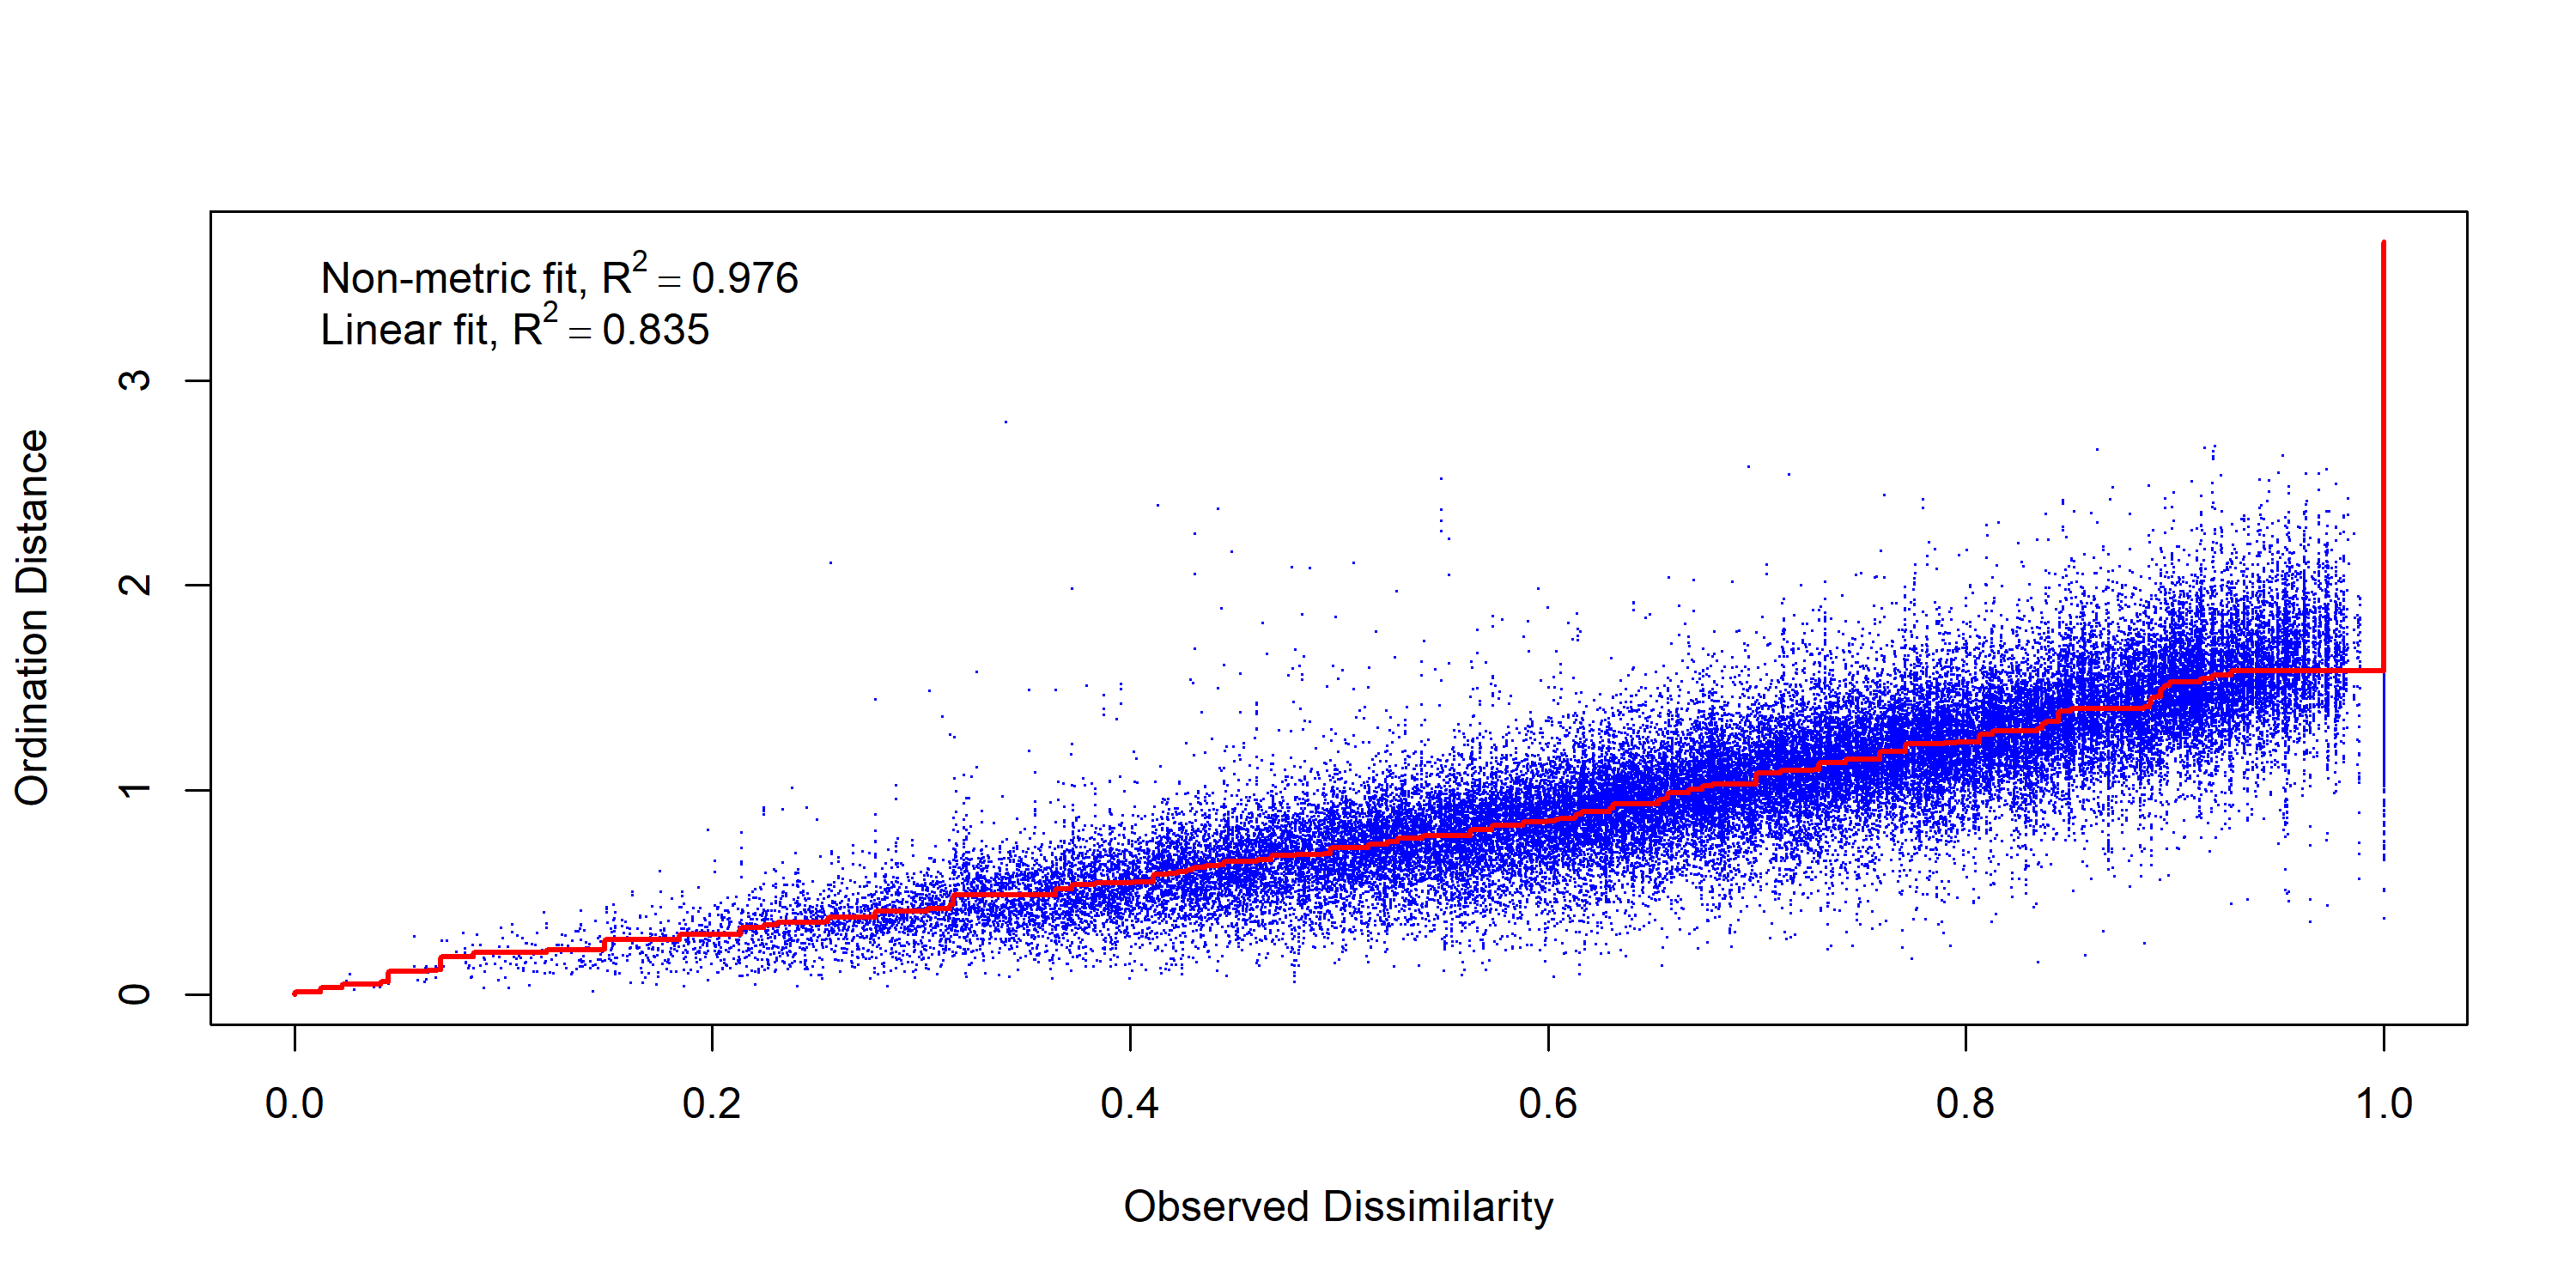 Non-metric fit, R² = 0.976
Linear fit, R² = 0.835
Ordination Distance
3
2
1
0
0.0 0.2 0.4 0.6 0.8 1.0
Observed Dissimilarity